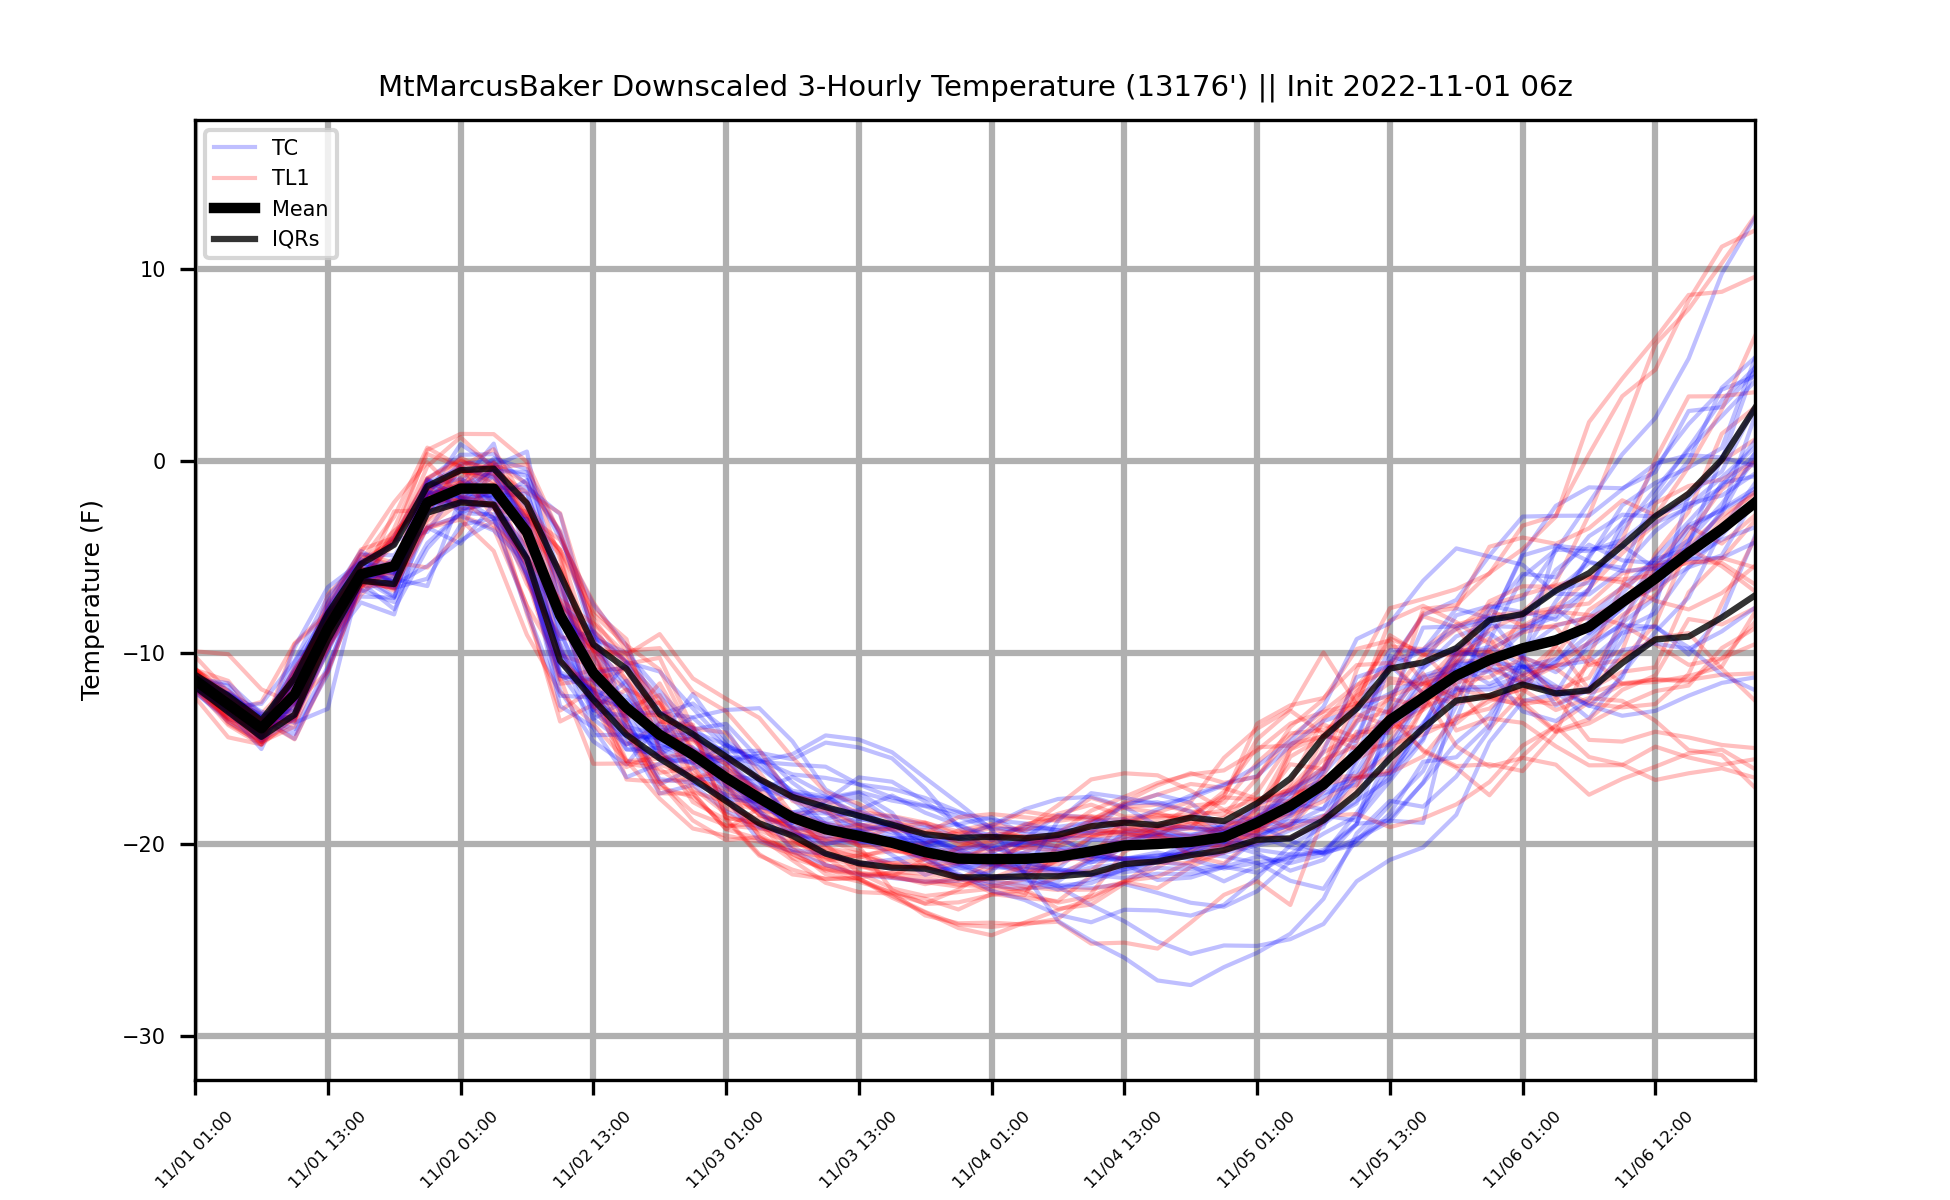 MtMarcusBaker Downscaled 3-Hourly Temperature (13176') || Init 2022-11-01 06z
TC
TL1
Mean
IQRs
Temperature (F)
10
0
−10
−20
−30
11/01 01:00
11/01 13:00
11/02 01:00
11/02 13:00
11/03 01:00
11/03 13:00
11/04 01:00
11/04 13:00
11/05 01:00
11/05 13:00
11/06 01:00
11/06 12:00